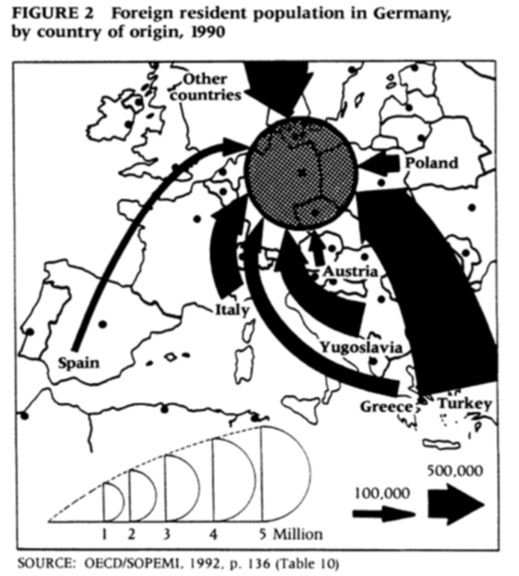 FIGURE 2 Foreign resident population in Germany,
by country of origin, 1990
Other
countries
Poland
Austria
Italy
Yugoslavia
Spain
Greece
Turkey
500,000
100,000
1 2 3 4 5 Million
SOURCE: OECD/SOPEMI, 1992, p. 136 (Table 10)